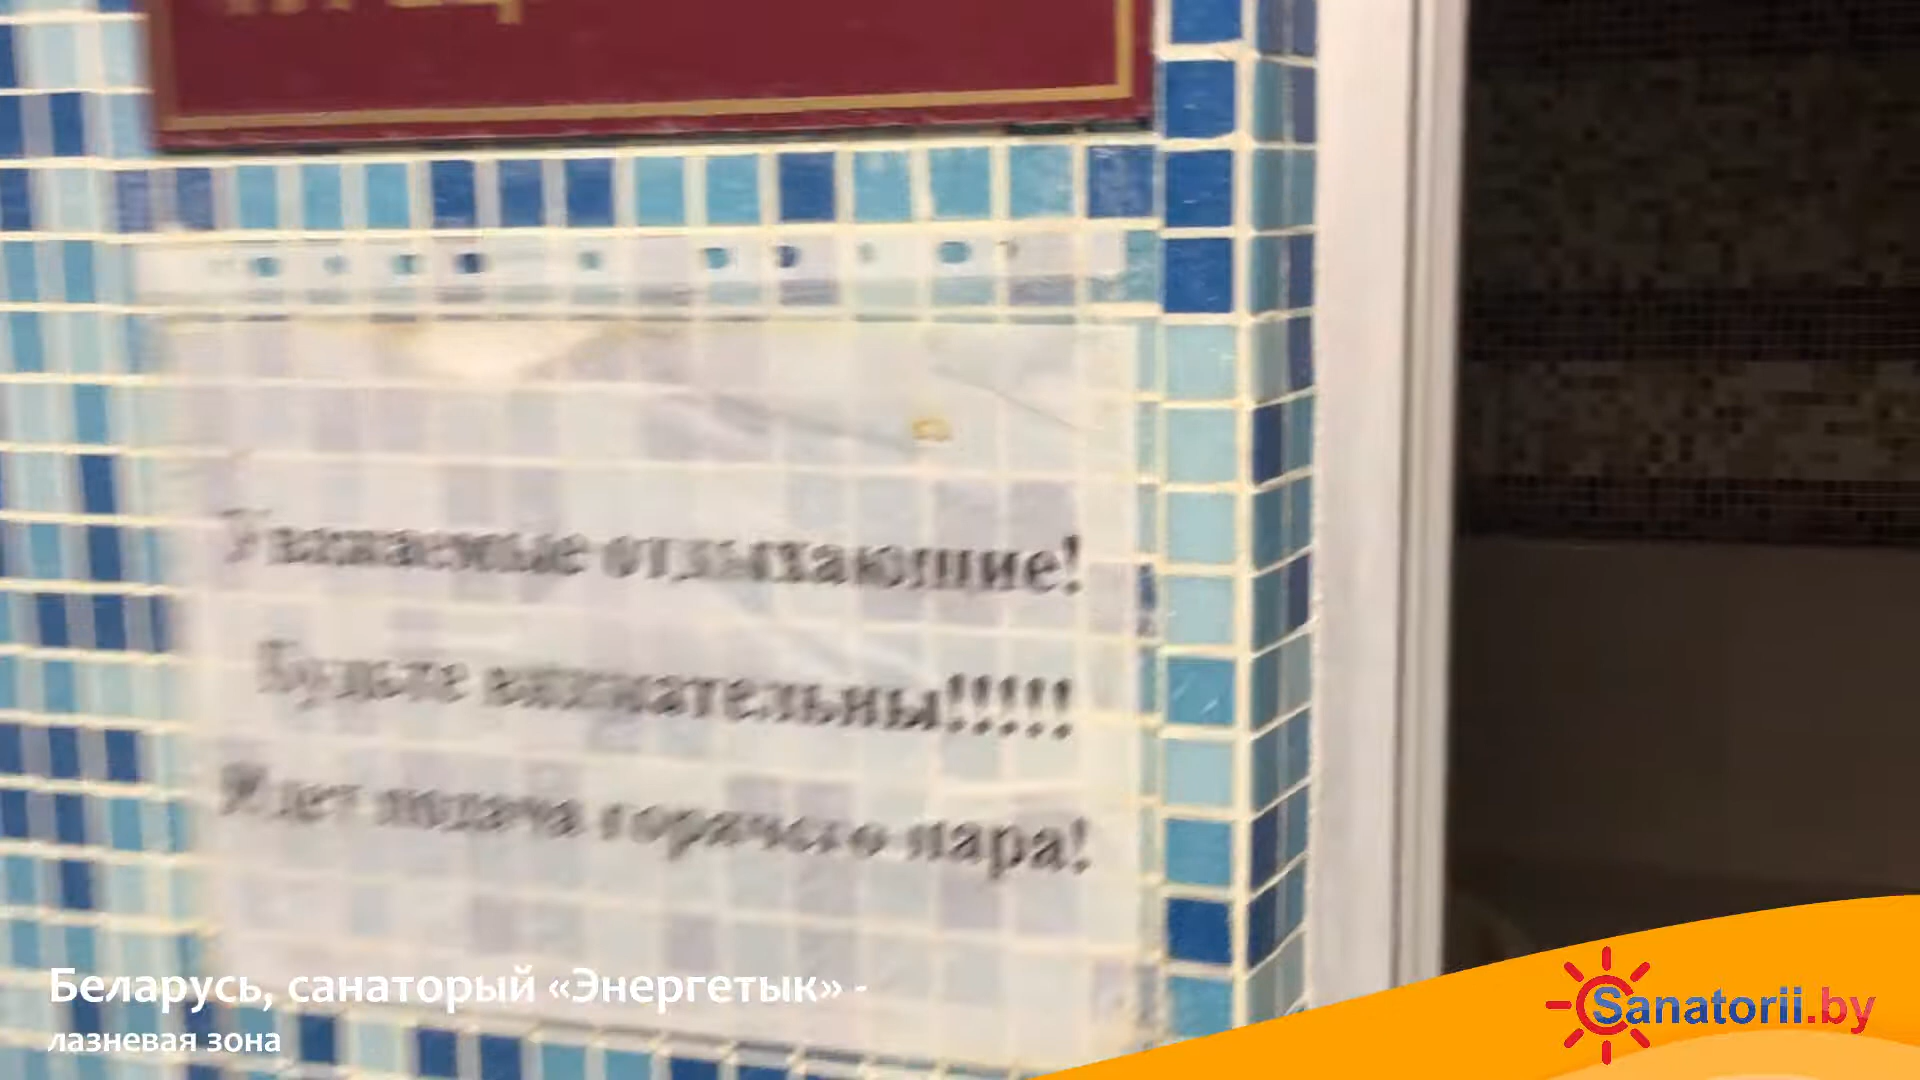 Уважаемые отдыхающие!
Будьте внимательны!!!!!
Идет подача горячего пара!
Беларусь, санаторый «Энергетык» -
лазневая зона
Sanatorii.by